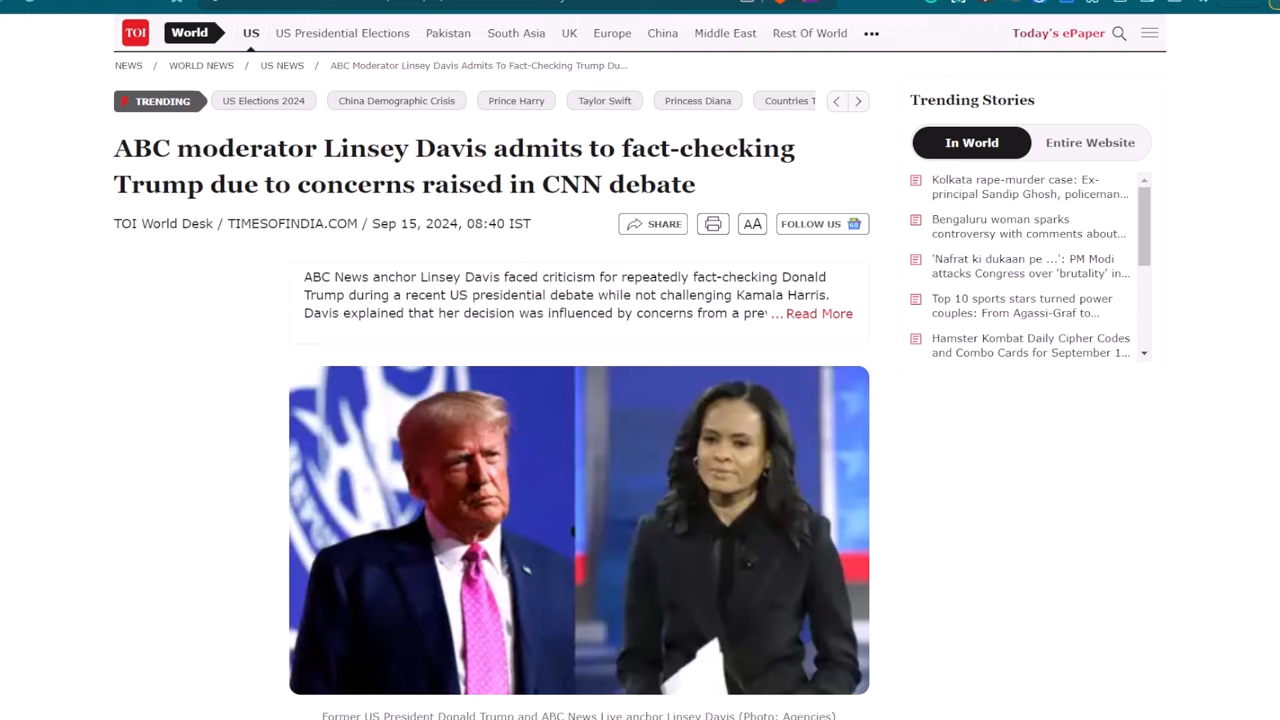 TOI World US US Presidential Elections Pakistan South Asia UK Europe China Middle East Rest Of World ••• Today's ePaper
NEWS / WORLD NEWS / US NEWS / ABC Moderator Linsey Davis Admits To Fact-Checking Trump Du...
TRENDING US Elections 2024 China Demographic Crisis Prince Harry Taylor Swift Princess Diana Countries T
ABC moderator Linsey Davis admits to fact-checking
Trump due to concerns raised in CNN debate
TOI World Desk / TIMESOFINDIA.COM / Sep 15, 2024, 08:40 IST
SHARE AA FOLLOW US
ABC News anchor Linsey Davis faced criticism for repeatedly fact-checking Donald
Trump during a recent US presidential debate while not challenging Kamala Harris.
Davis explained that her decision was influenced by concerns from a prev ... Read More
Former US President Donald Trump and ABC News Live anchor Linsey Davis (Photo: Agencies)
Trending Stories
In World Entire Website
Kolkata rape-murder case: Ex-
principal Sandip Ghosh, policeman...
Bengaluru woman sparks
controversy with comments about...
'Nafrat ki dukaan pe ...': PM Modi
attacks Congress over 'brutality' in...
Top 10 sports stars turned power
couples: From Agassi-Graf to...
Hamster Kombat Daily Cipher Codes
and Combo Cards for September 1...